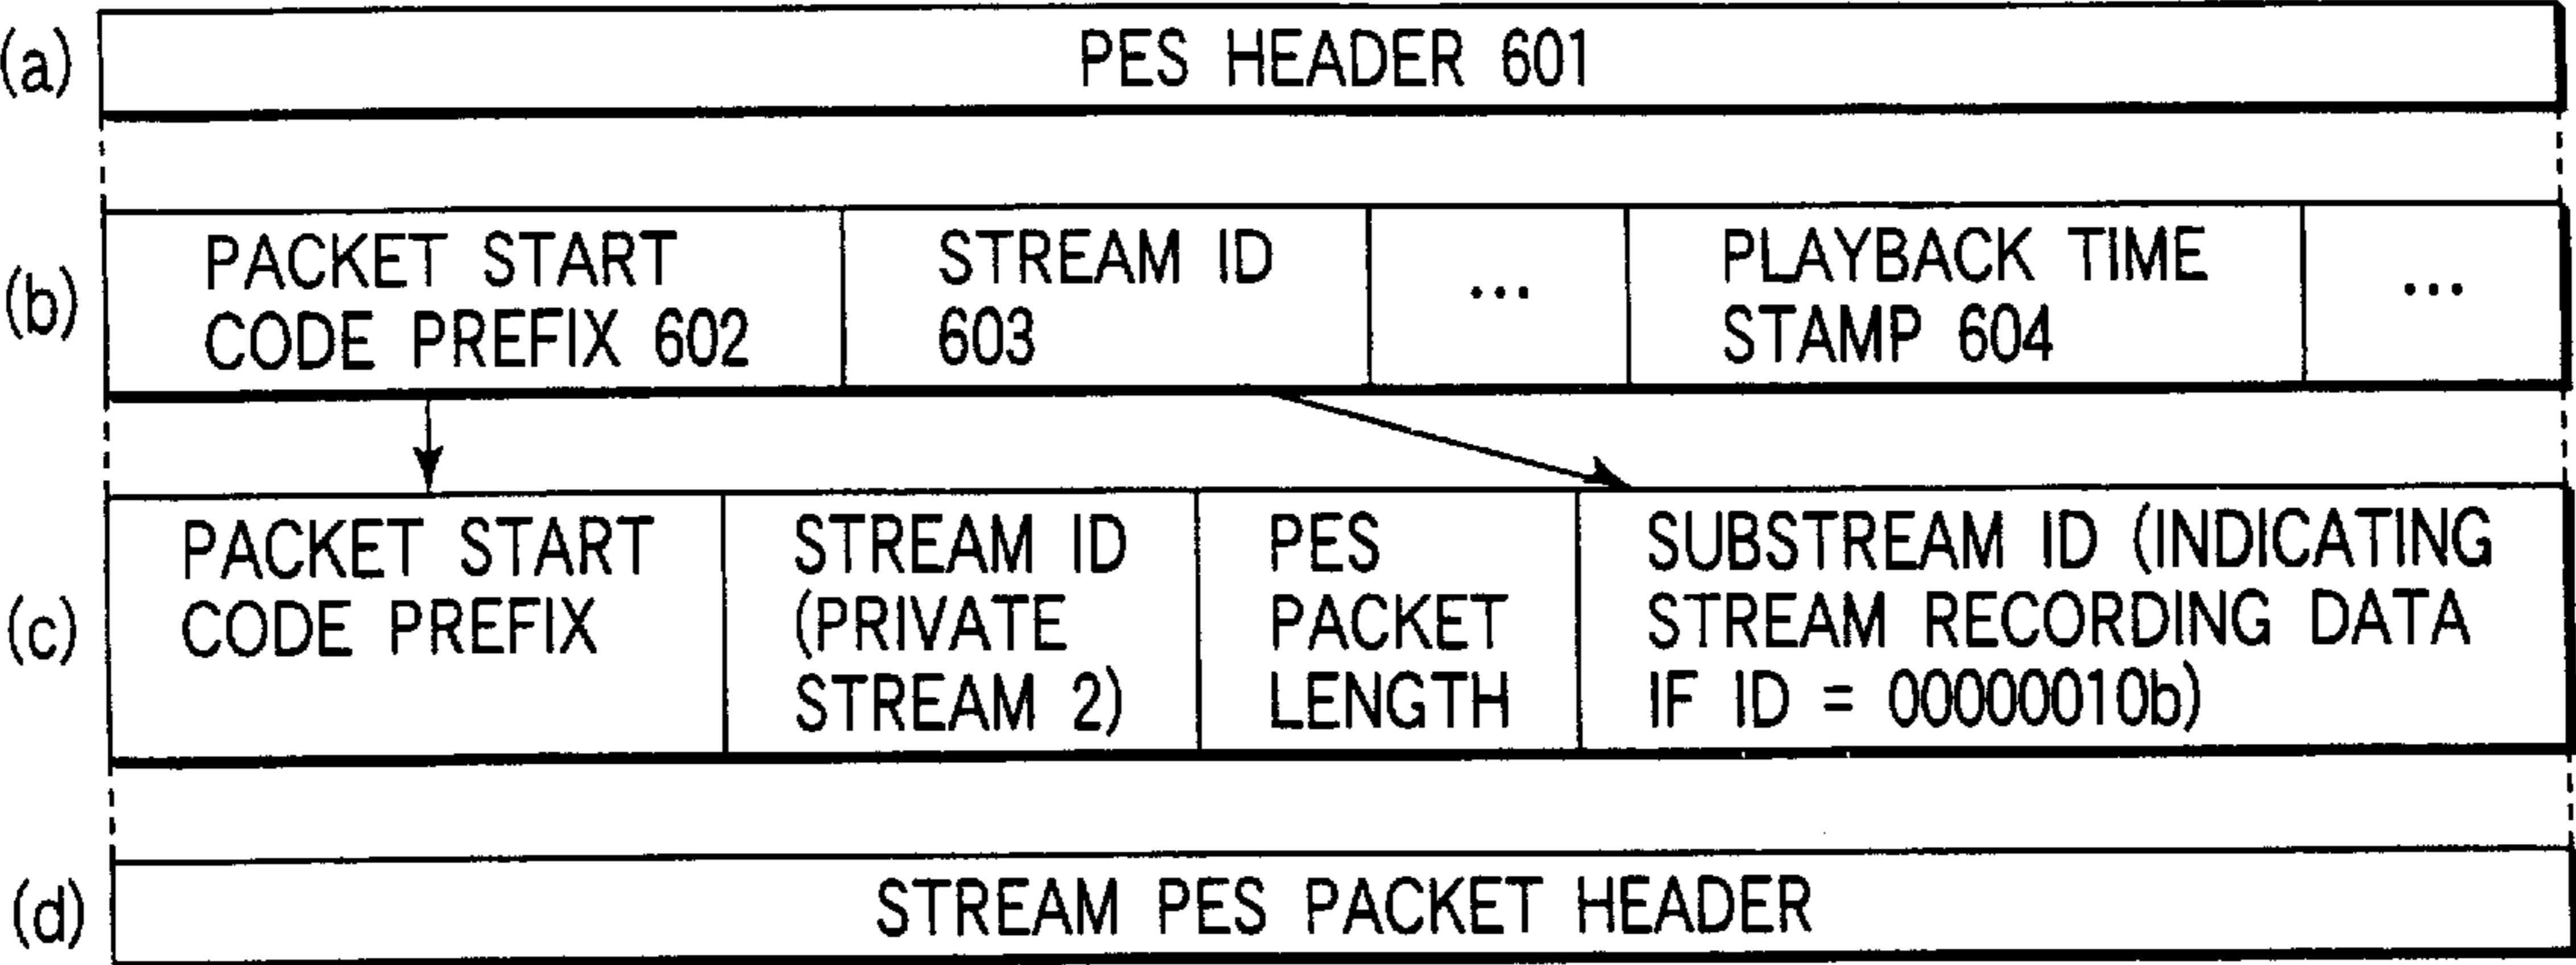 (a)
PES HEADER 601
(b)
PACKET START
CODE PREFIX 602
STREAM ID
603
...
PLAYBACK TIME
STAMP 604
...
(c)
PACKET START
CODE PREFIX
STREAM ID
(PRIVATE
STREAM 2)
PES
PACKET
LENGTH
SUBSTREAM ID (INDICATING
STREAM RECORDING DATA
IF ID = 00000010b)
(d)
STREAM PES PACKET HEADER